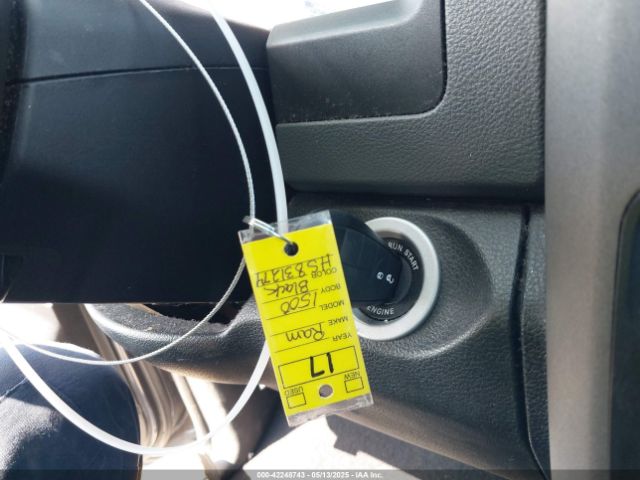 HS831274
COLOR Black
BODY
MODEL 1500
MAKE Ram
YEAR 17
NEW USED
RUN START
ENGINE
000-42248743 - 05/13/2025 - IAA Inc.